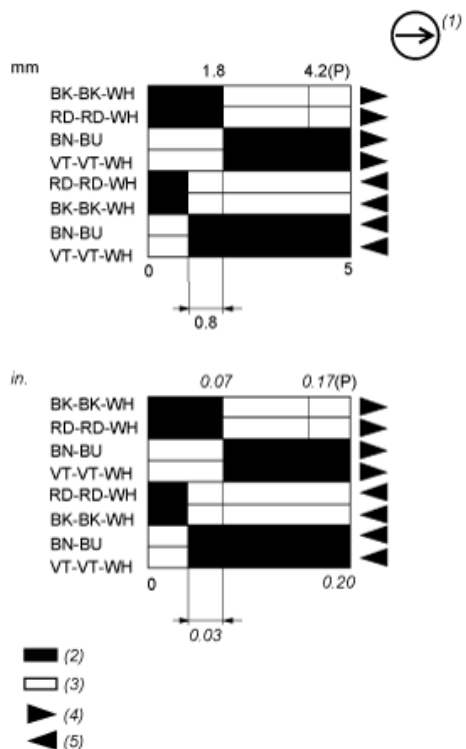 (1)
mm
1.8 4.2(P)
BK-BK-WH
RD-RD-WH
BN-BU
VT-VT-WH
RD-RD-WH
BK-BK-WH
BN-BU
VT-VT-WH
0 5
0.8
in.
0.07 0.17(P)
BK-BK-WH
RD-RD-WH
BN-BU
VT-VT-WH
RD-RD-WH
BK-BK-WH
BN-BU
VT-VT-WH
0 0.20
0.03
(2)
(3)
(4)
(5)